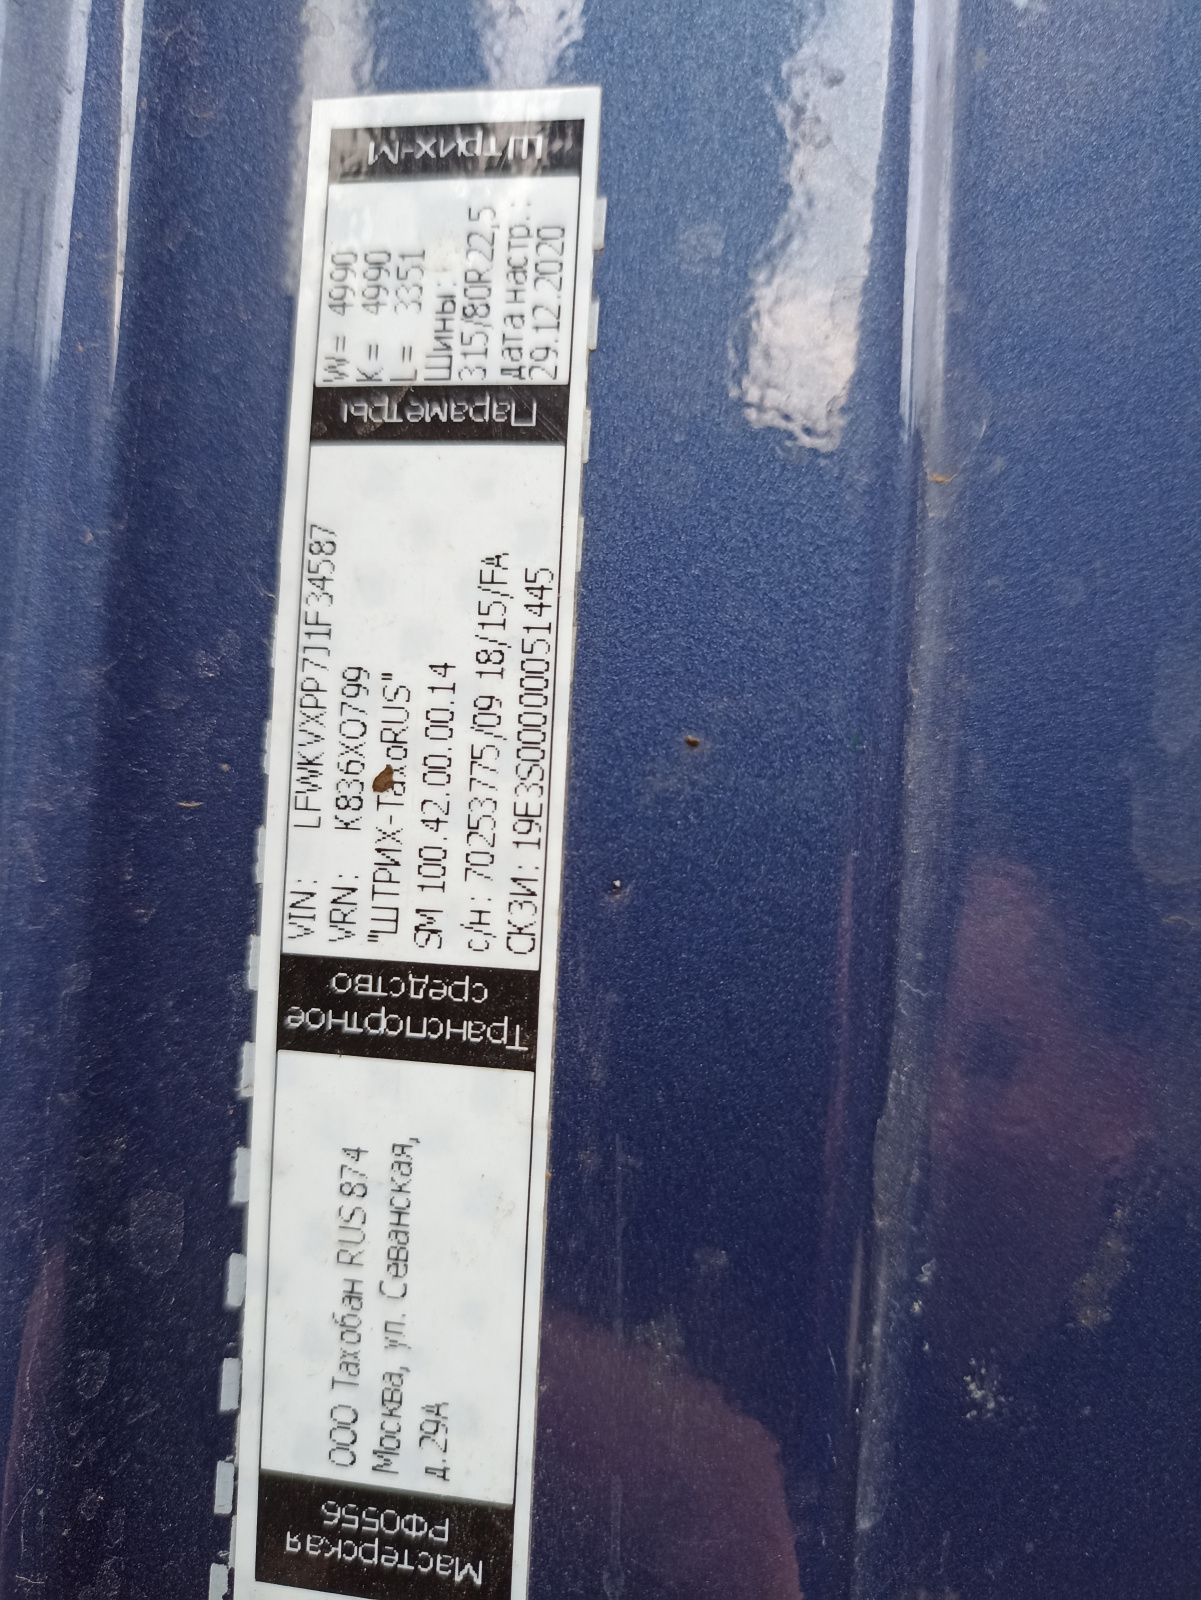 Мастерская
РФ0556
ООО Тахобан RUS 874
Москва, ул. Севанская,
д.29А
Транспортное
средство
VIN: LFWKVXPP7J1F34587
VRN: К836ХО799
"ШТРИХ-ТахоRUS"
SM 100.42.00.00.14
с/н: 70253775/09 18/15/FA
СКЗИ: 19E3S00000051445
Параметры
W = 4990
K = 4990
L = 3351
Шины:
315/80R22,5
Дата настр.:
29.12.2020
Штрих-М